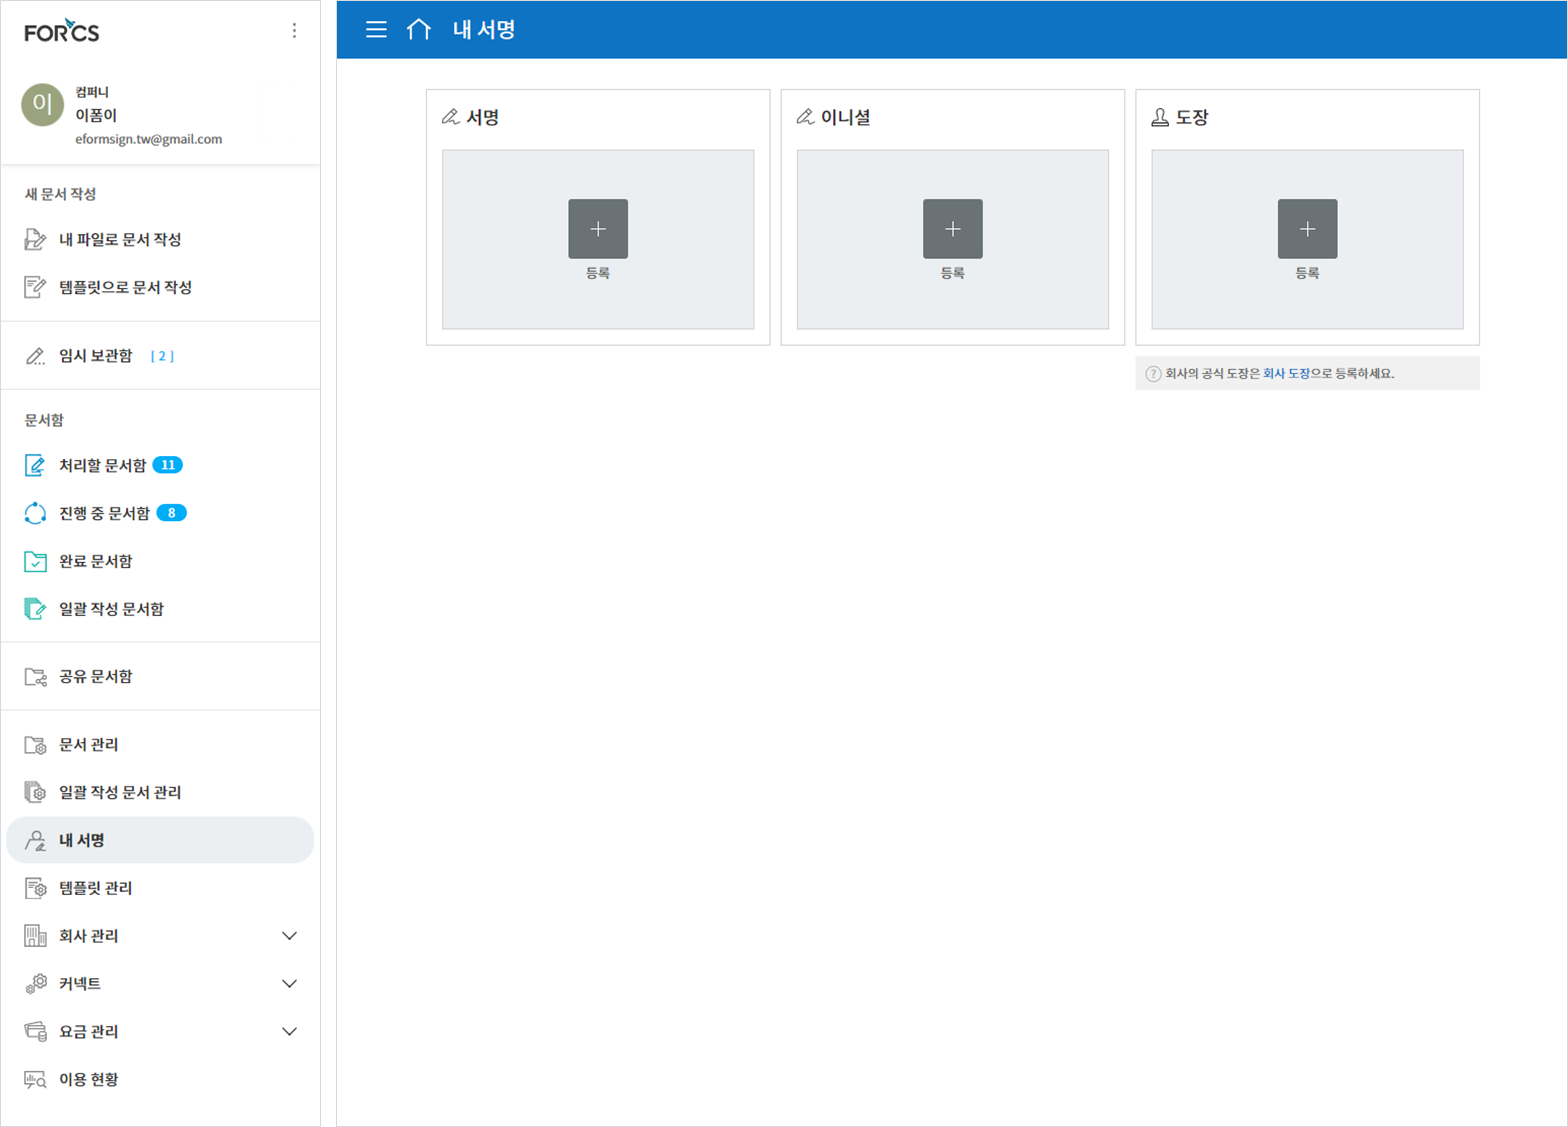 FORCS
이
컴퍼니
이폼이
eformsign.tw@gmail.com
새 문서 작성
내 파일로 문서 작성
템플릿으로 문서 작성
임시 보관함 [ 2 ]
문서함
처리할 문서함 11
진행 중 문서함 8
완료 문서함
일괄 작성 문서함
공유 문서함
문서 관리
일괄 작성 문서 관리
내 서명
템플릿 관리
회사 관리
커넥트
요금 관리
이용 현황
내 서명
서명
등록
이니셜
등록
도장
등록
? 회사의 공식 도장은 회사 도장으로 등록하세요.